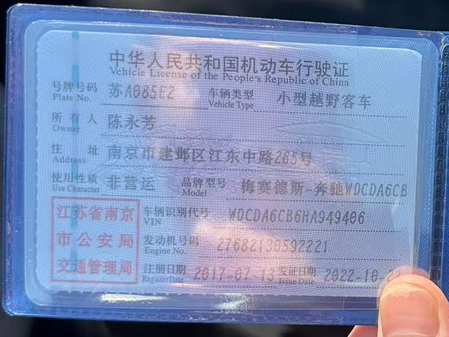 中华人民共和国机动车行驶证
Vehicle License of the People's Republic of China
号牌号码 苏A085E2 车辆类型 小型越野客车
Plate No. Vehicle Type
所有人 陈永芳
Owner
住址 南京市建邺区江东中路265号
Address
使用性质 非营运 品牌型号 梅赛德斯-奔驰WDCDA6CB
Use Character Model
江苏省南京 车辆识别代号 WDCDA6CB6HA949406
VIN
市公安局 发动机号码 27682130592221
Engine No.
交通管理局 注册日期 2017-07-13 发证日期 2022-10-
Register Date Issue Date